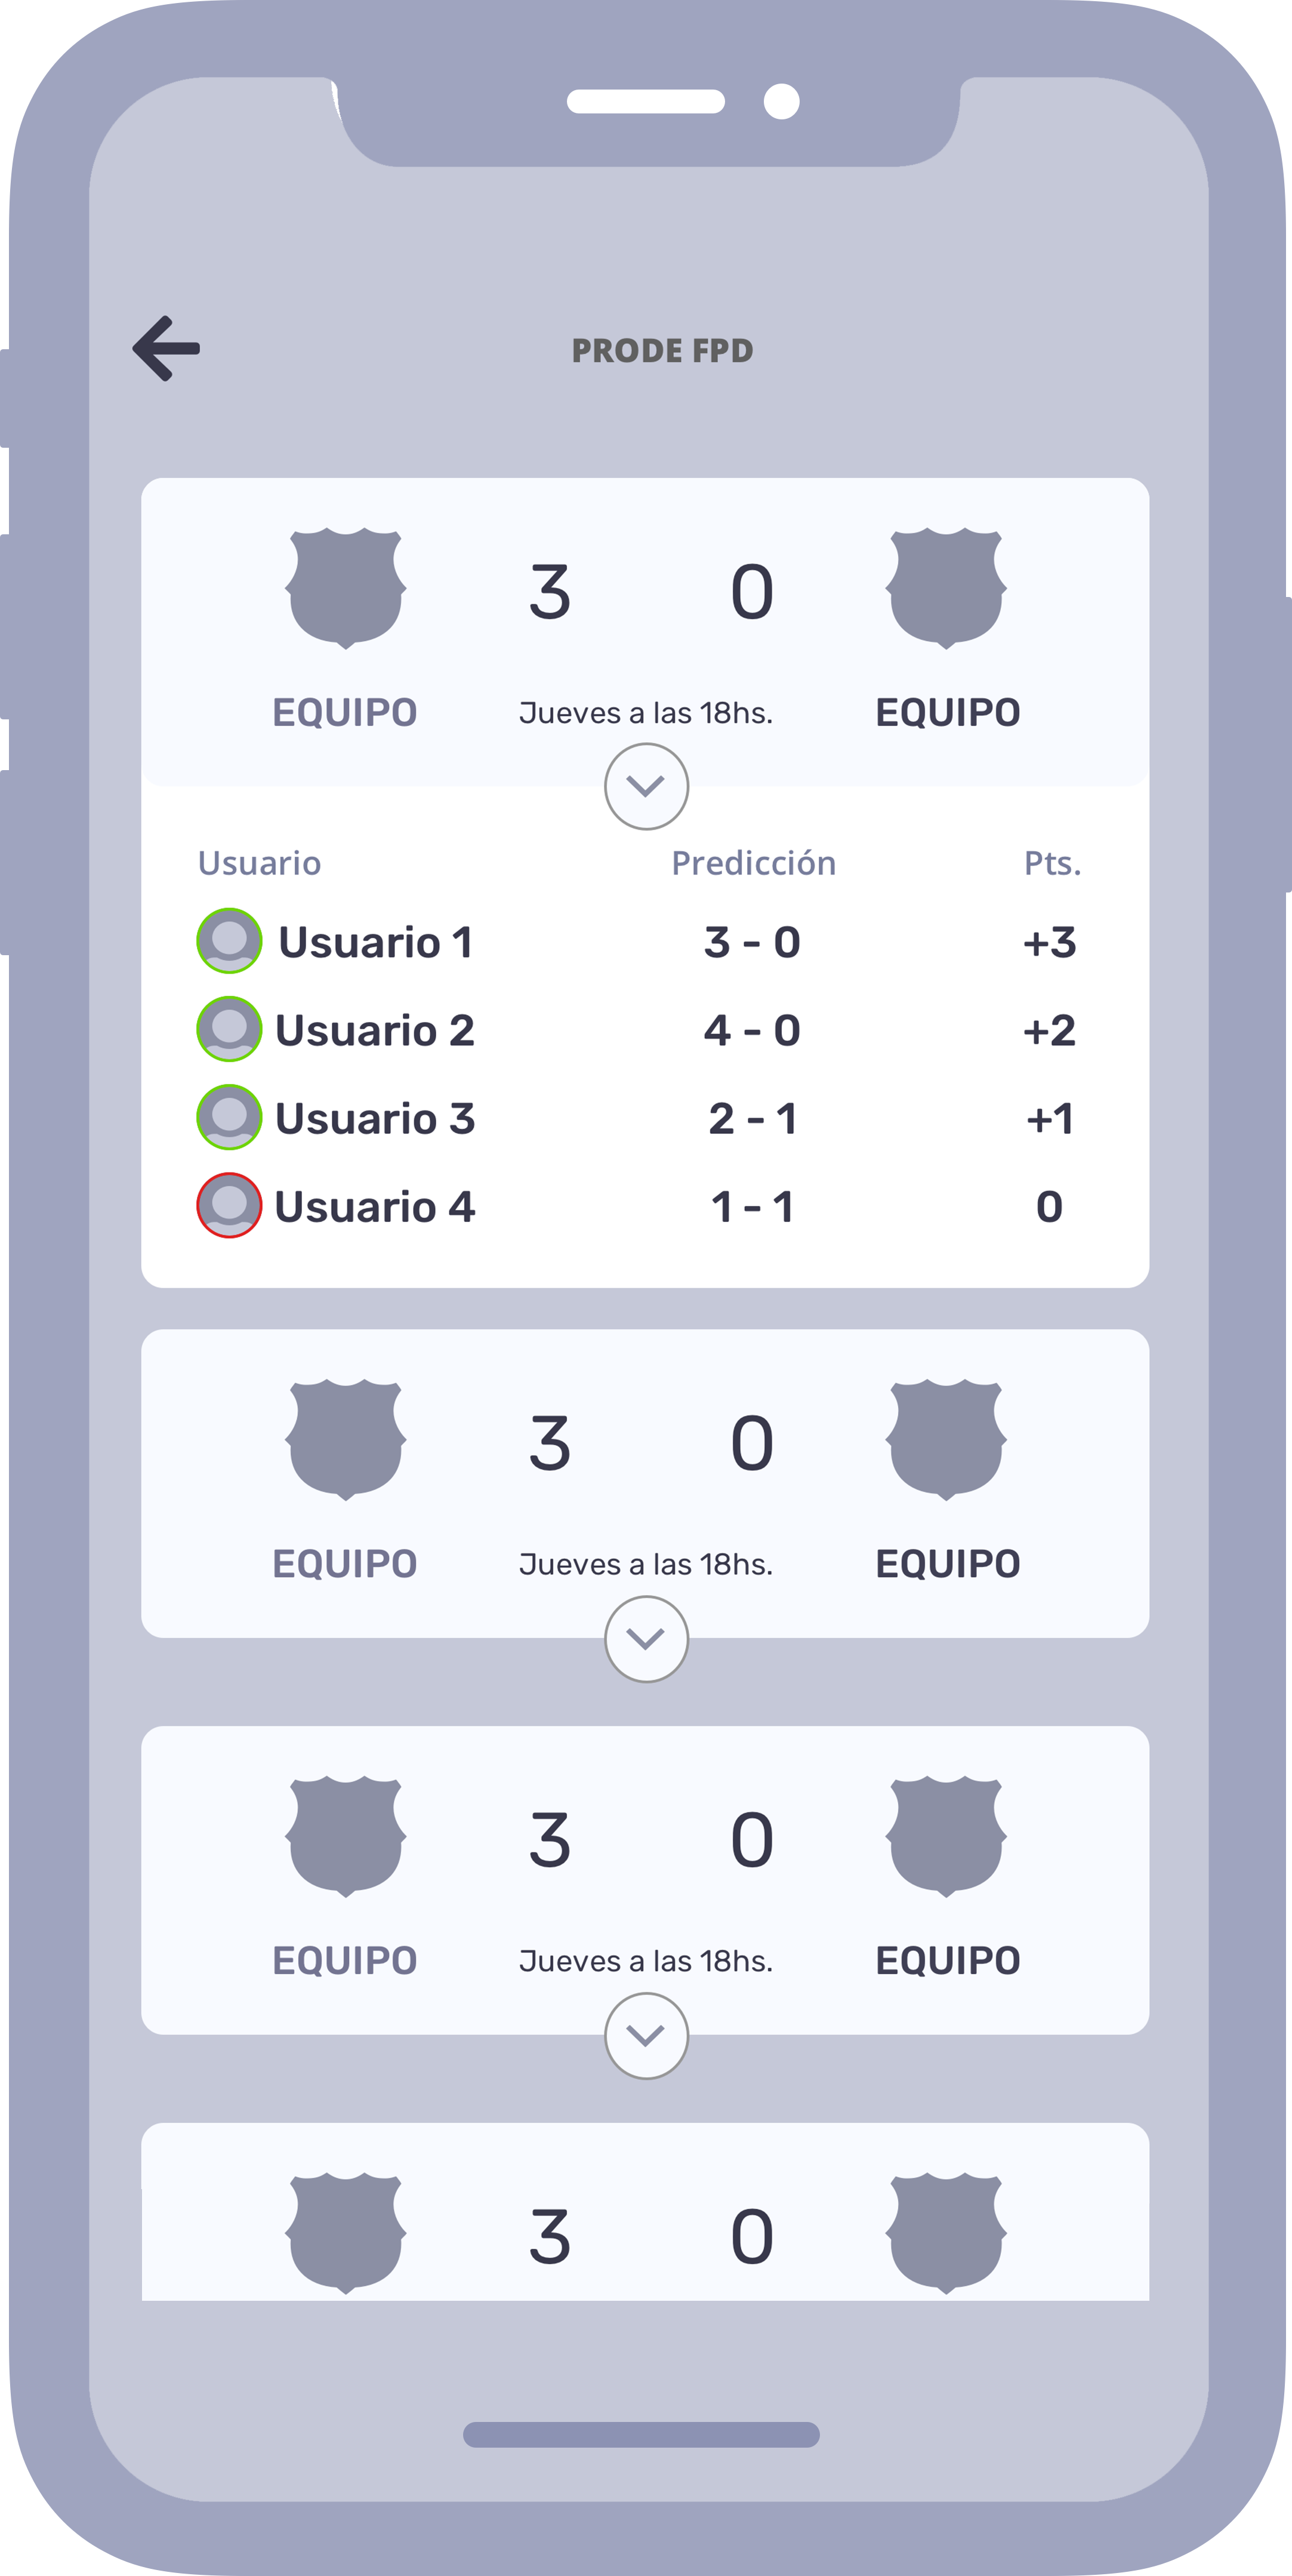 PRODE FPD
3 0
EQUIPO Jueves a las 18hs. EQUIPO
Usuario Predicción Pts.
Usuario 1 3 - 0 +3
Usuario 2 4 - 0 +2
Usuario 3 2 - 1 +1
Usuario 4 1 - 1 0
3 0
EQUIPO Jueves a las 18hs. EQUIPO
3 0
EQUIPO Jueves a las 18hs. EQUIPO
3 0